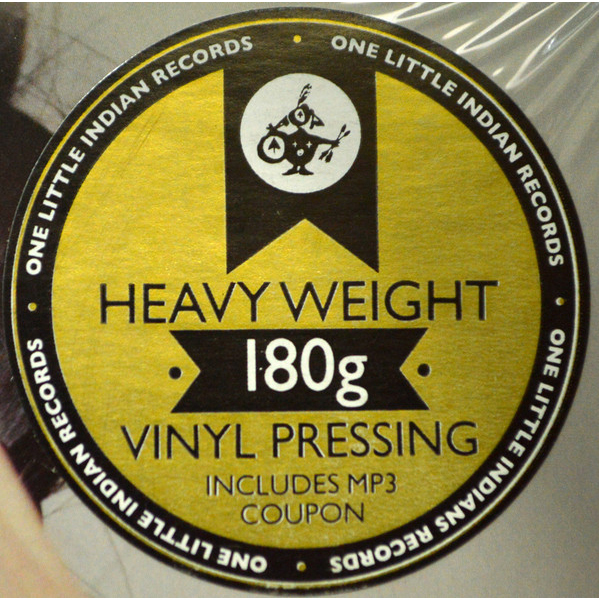 ONE LITTLE INDIAN RECORDS
ONE LITTLE INDIAN RECORDS
ONE LITTLE INDIANS RECORDS
ONE LITTLE INDIAN RECORDS
HEAVY WEIGHT
180g
VINYL PRESSING
INCLUDES MP3
COUPON